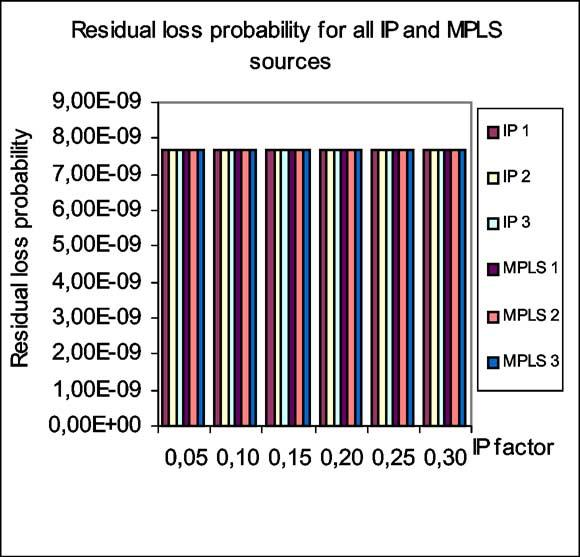 Residual loss probability for all IP and MPLS
sources
Residual loss probability
9,00E-09
8,00E-09
7,00E-09
6,00E-09
5,00E-09
4,00E-09
3,00E-09
2,00E-09
1,00E-09
0,00E+00
0,05 0,10 0,15 0,20 0,25 0,30
IP factor
IP 1
IP 2
IP 3
MPLS 1
MPLS 2
MPLS 3